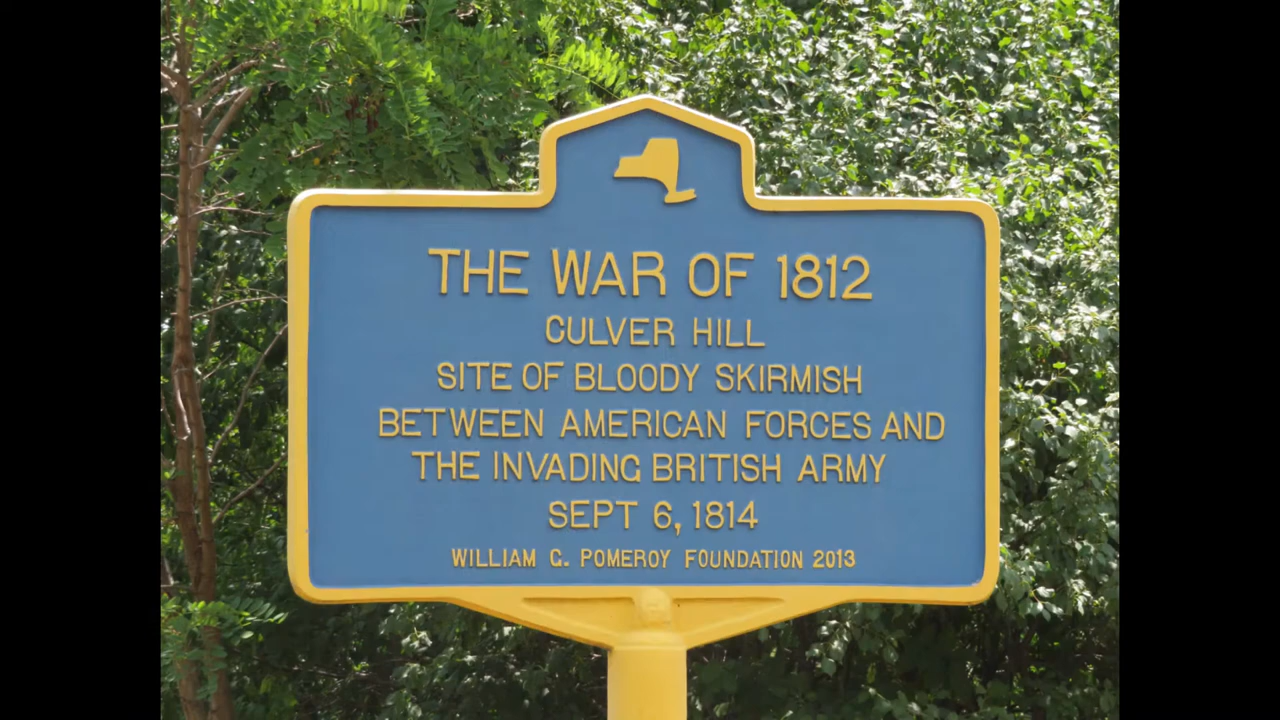 THE WAR OF 1812
CULVER HILL
SITE OF BLOODY SKIRMISH
BETWEEN AMERICAN FORCES AND
THE INVADING BRITISH ARMY
SEPT 6, 1814
WILLIAM G. POMEROY FOUNDATION 2013